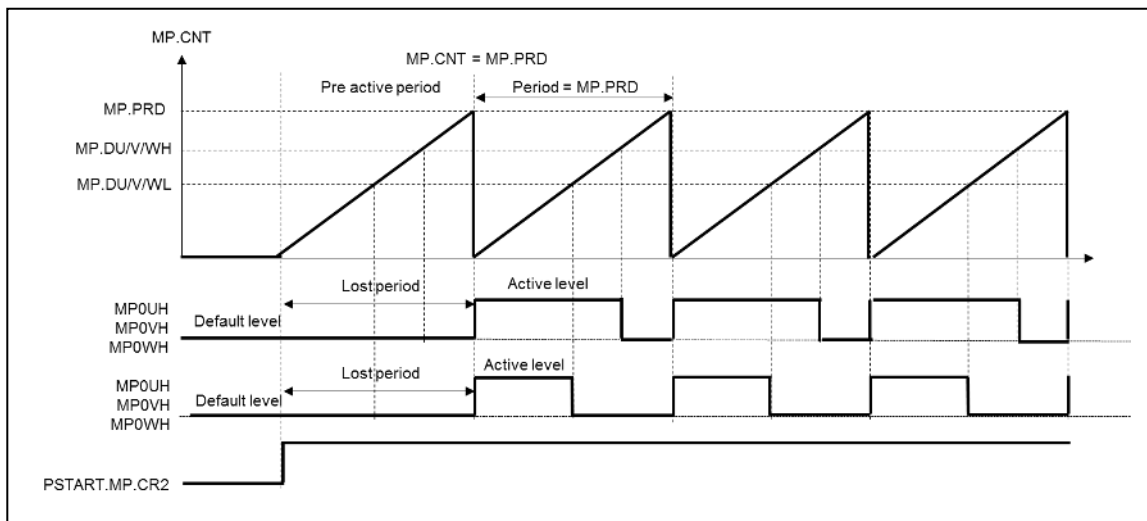 MP.CNT
MP.CNT = MP.PRD
Pre active period
Period = MP.PRD
MP.PRD
MP.DU/V/WH
MP.DU/V/WL
Lost period
Active level
MP0UH
MP0VH
MP0WH
Default level
Lost period
Active level
MP0UH
MP0VH
MP0WH
Default level
PSTART.MP.CR2